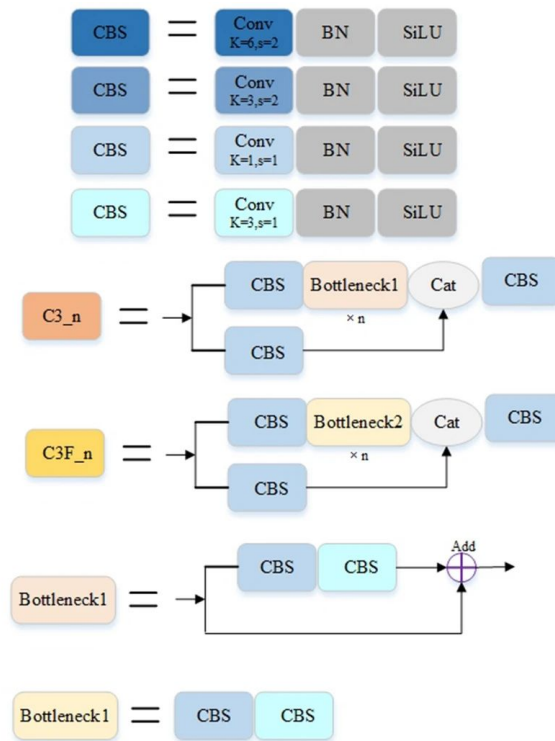 CBS = Conv K=6,s=2 BN SiLU
CBS = Conv K=3,s=2 BN SiLU
CBS = Conv K=1,s=1 BN SiLU
CBS = Conv K=3,s=1 BN SiLU
CBS Bottleneck1 Cat CBS
C3_n =
× n
CBS
CBS Bottleneck2 Cat CBS
C3F_n =
× n
CBS
Add
CBS CBS
Bottleneck1 =
Bottleneck1 = CBS CBS